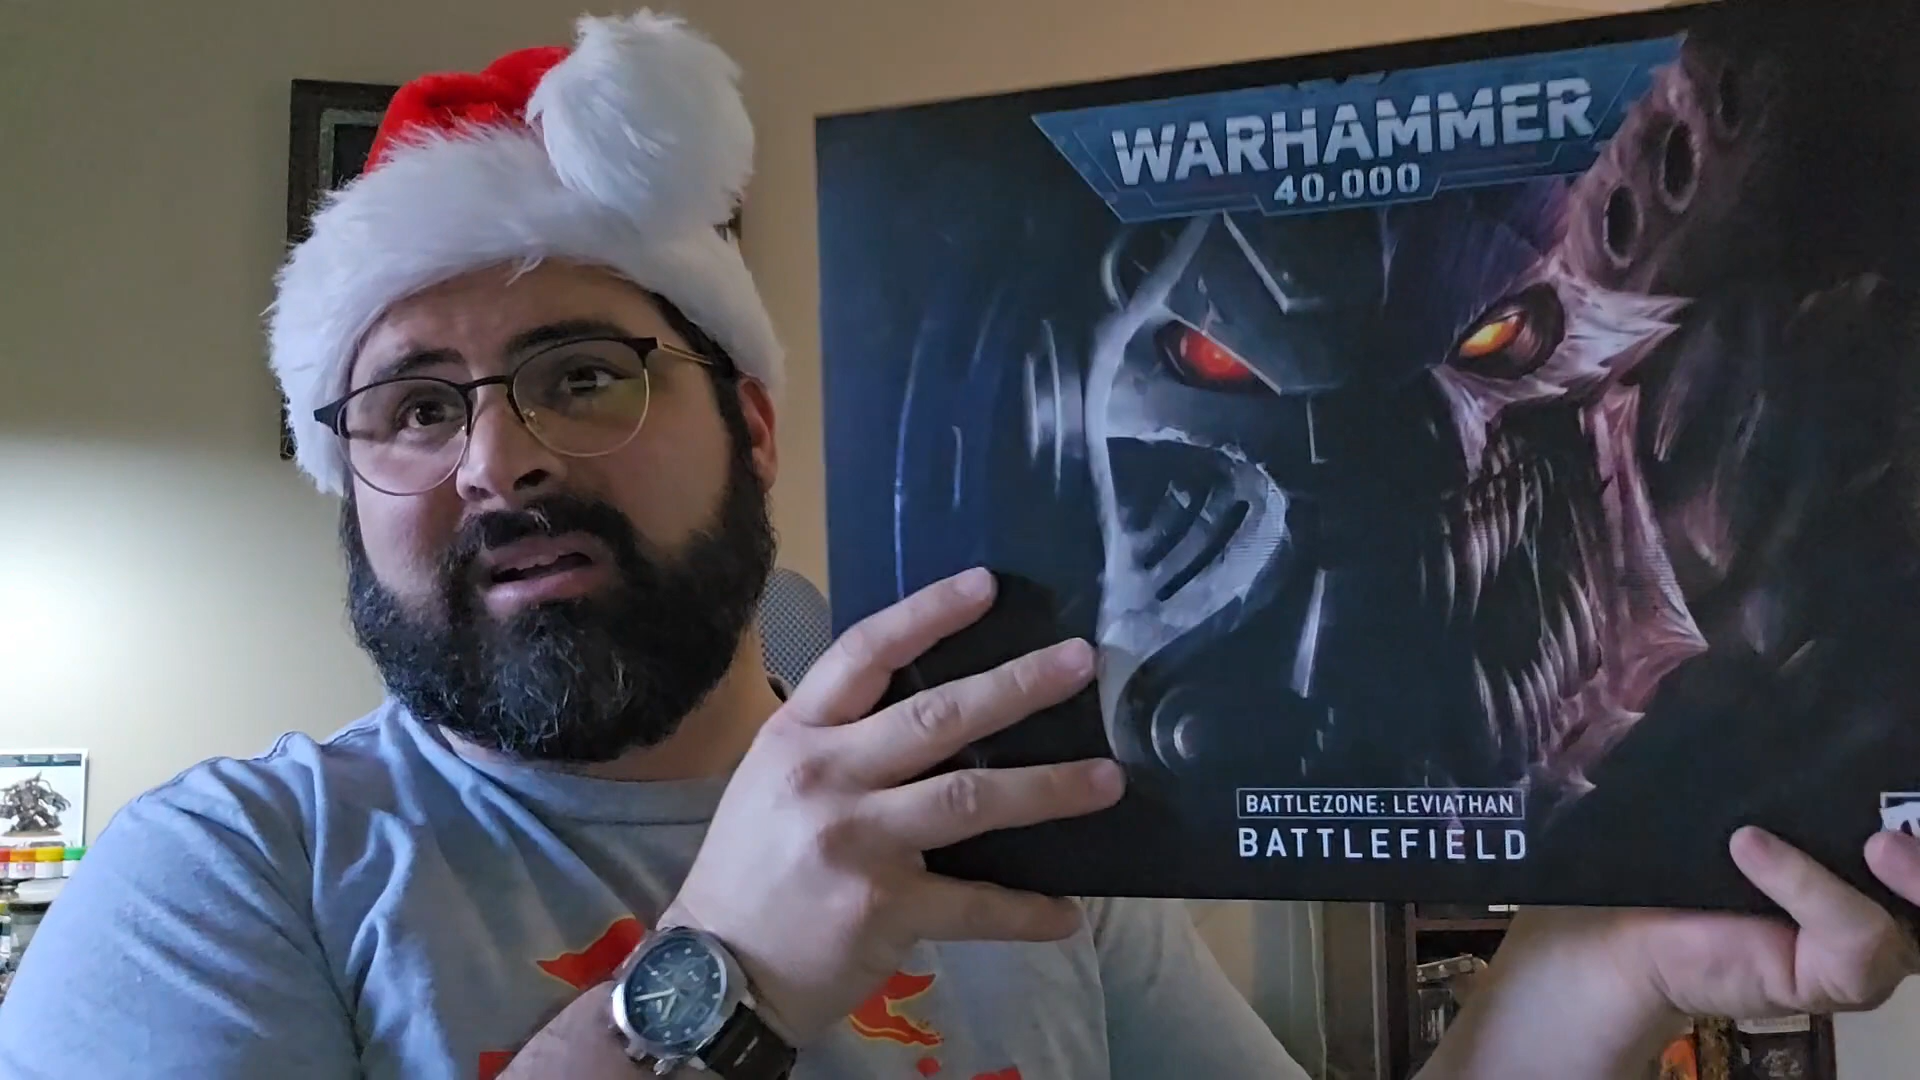 WARHAMMER
40,000
BATTLEZONE: LEVIATHAN
BATTLEFIELD